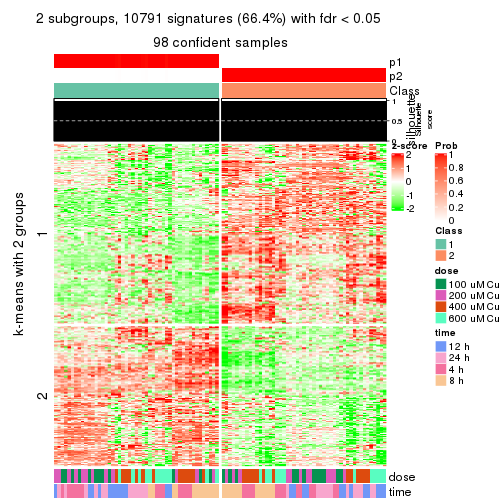 2 subgroups, 10791 signatures (66.4%) with fdr < 0.05
98 confident samples
p1
p2
Class
1
0.5
0
Silhouette
score
silhouette
k-means with 2 groups
1
2
z-score
2
1
0
-1
-2
Prob
1
0.8
0.6
0.4
0.2
0
Class
1
2
dose
100 uM Cu
200 uM Cu
400 uM Cu
600 uM Cu
time
12 h
24 h
4 h
8 h
dose
time